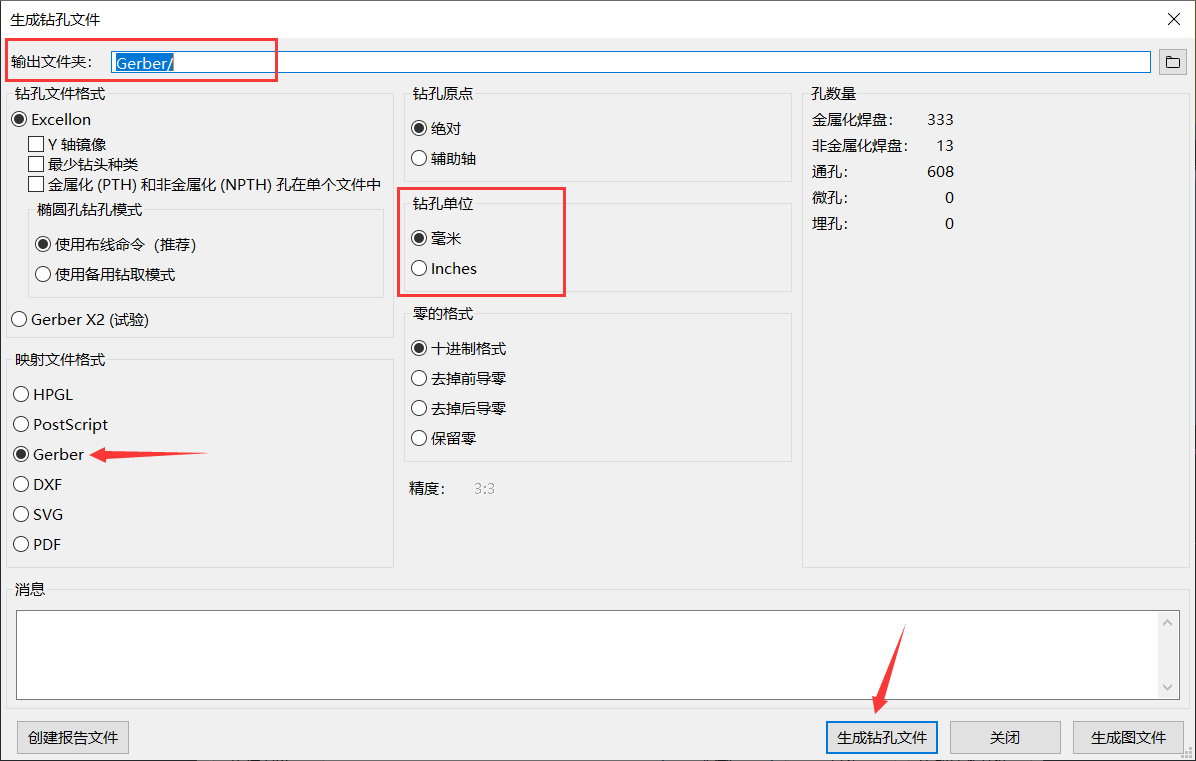 生成钻孔文件
输出文件夹： Gerber/
钻孔文件格式
Excellon
Y 轴镜像
最少钻头种类
金属化 (PTH) 和非金属化 (NPTH) 孔在单个文件中
椭圆孔钻孔模式
使用布线命令（推荐）
使用备用钻取模式
Gerber X2 (试验)
映射文件格式
HPGL
PostScript
Gerber
DXF
SVG
PDF
钻孔原点
绝对
辅助轴
钻孔单位
毫米
Inches
零的格式
十进制格式
去掉前导零
去掉后导零
保留零
精度： 3:3
孔数量
金属化焊盘： 333
非金属化焊盘： 13
通孔： 608
微孔： 0
埋孔： 0
消息
创建报告文件
生成钻孔文件
关闭
生成图文件